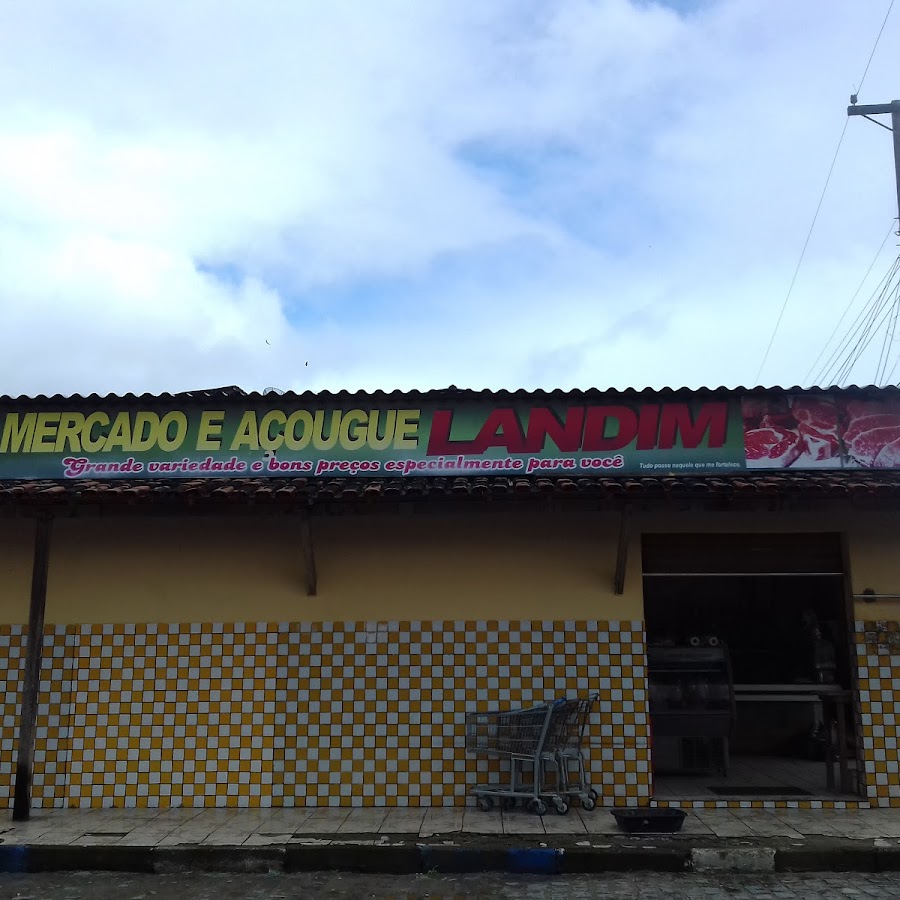 MERCADO E AÇOUGUE LANDIM
Grande variedade e bons preços especialmente para você
Tudo posso naquele que me fortalece.